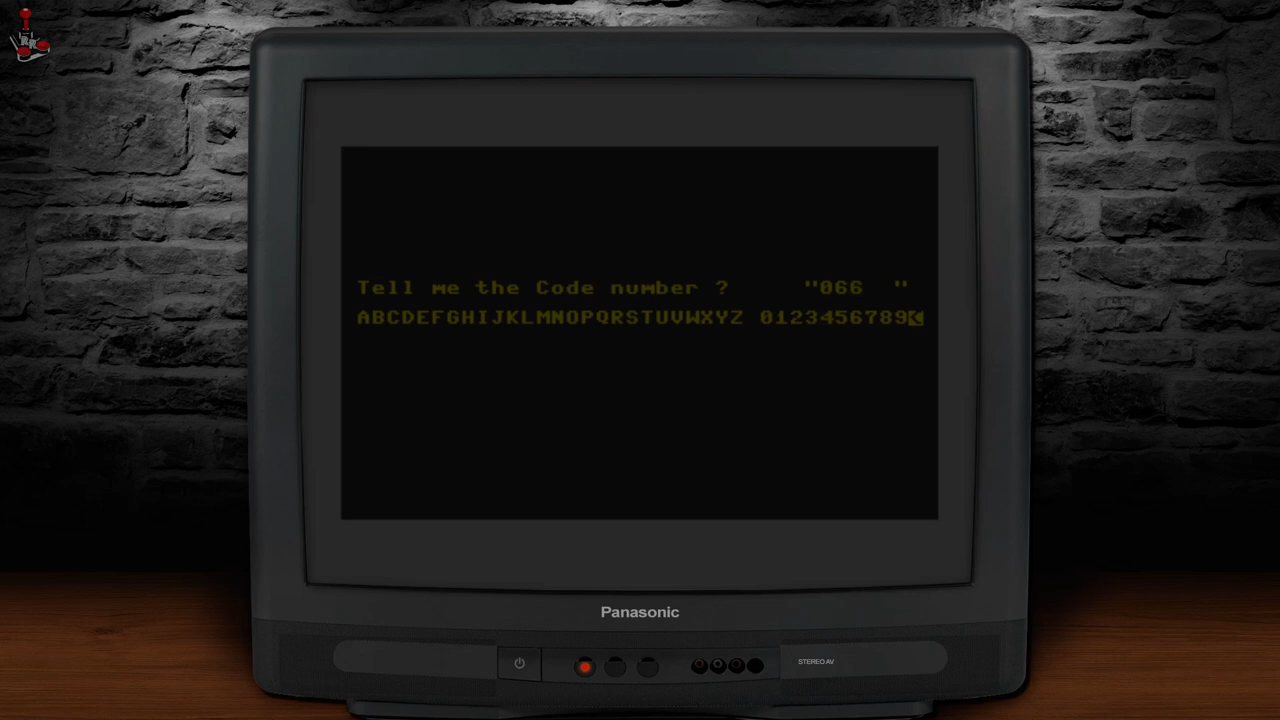 Tell me the Code number ? "066  "
ABCDEFGHIJKLMNOPQRSTUVWXYZ 0123456789
Panasonic
STEREO AV